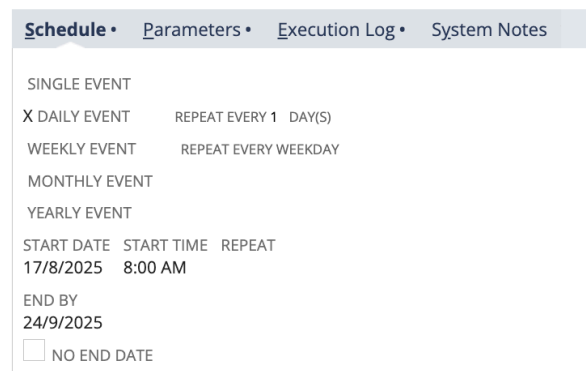 Schedule • Parameters • Execution Log • System Notes
SINGLE EVENT
X DAILY EVENT REPEAT EVERY 1 DAY(S)
WEEKLY EVENT REPEAT EVERY WEEKDAY
MONTHLY EVENT
YEARLY EVENT
START DATE START TIME REPEAT
17/8/2025 8:00 AM
END BY
24/9/2025
NO END DATE